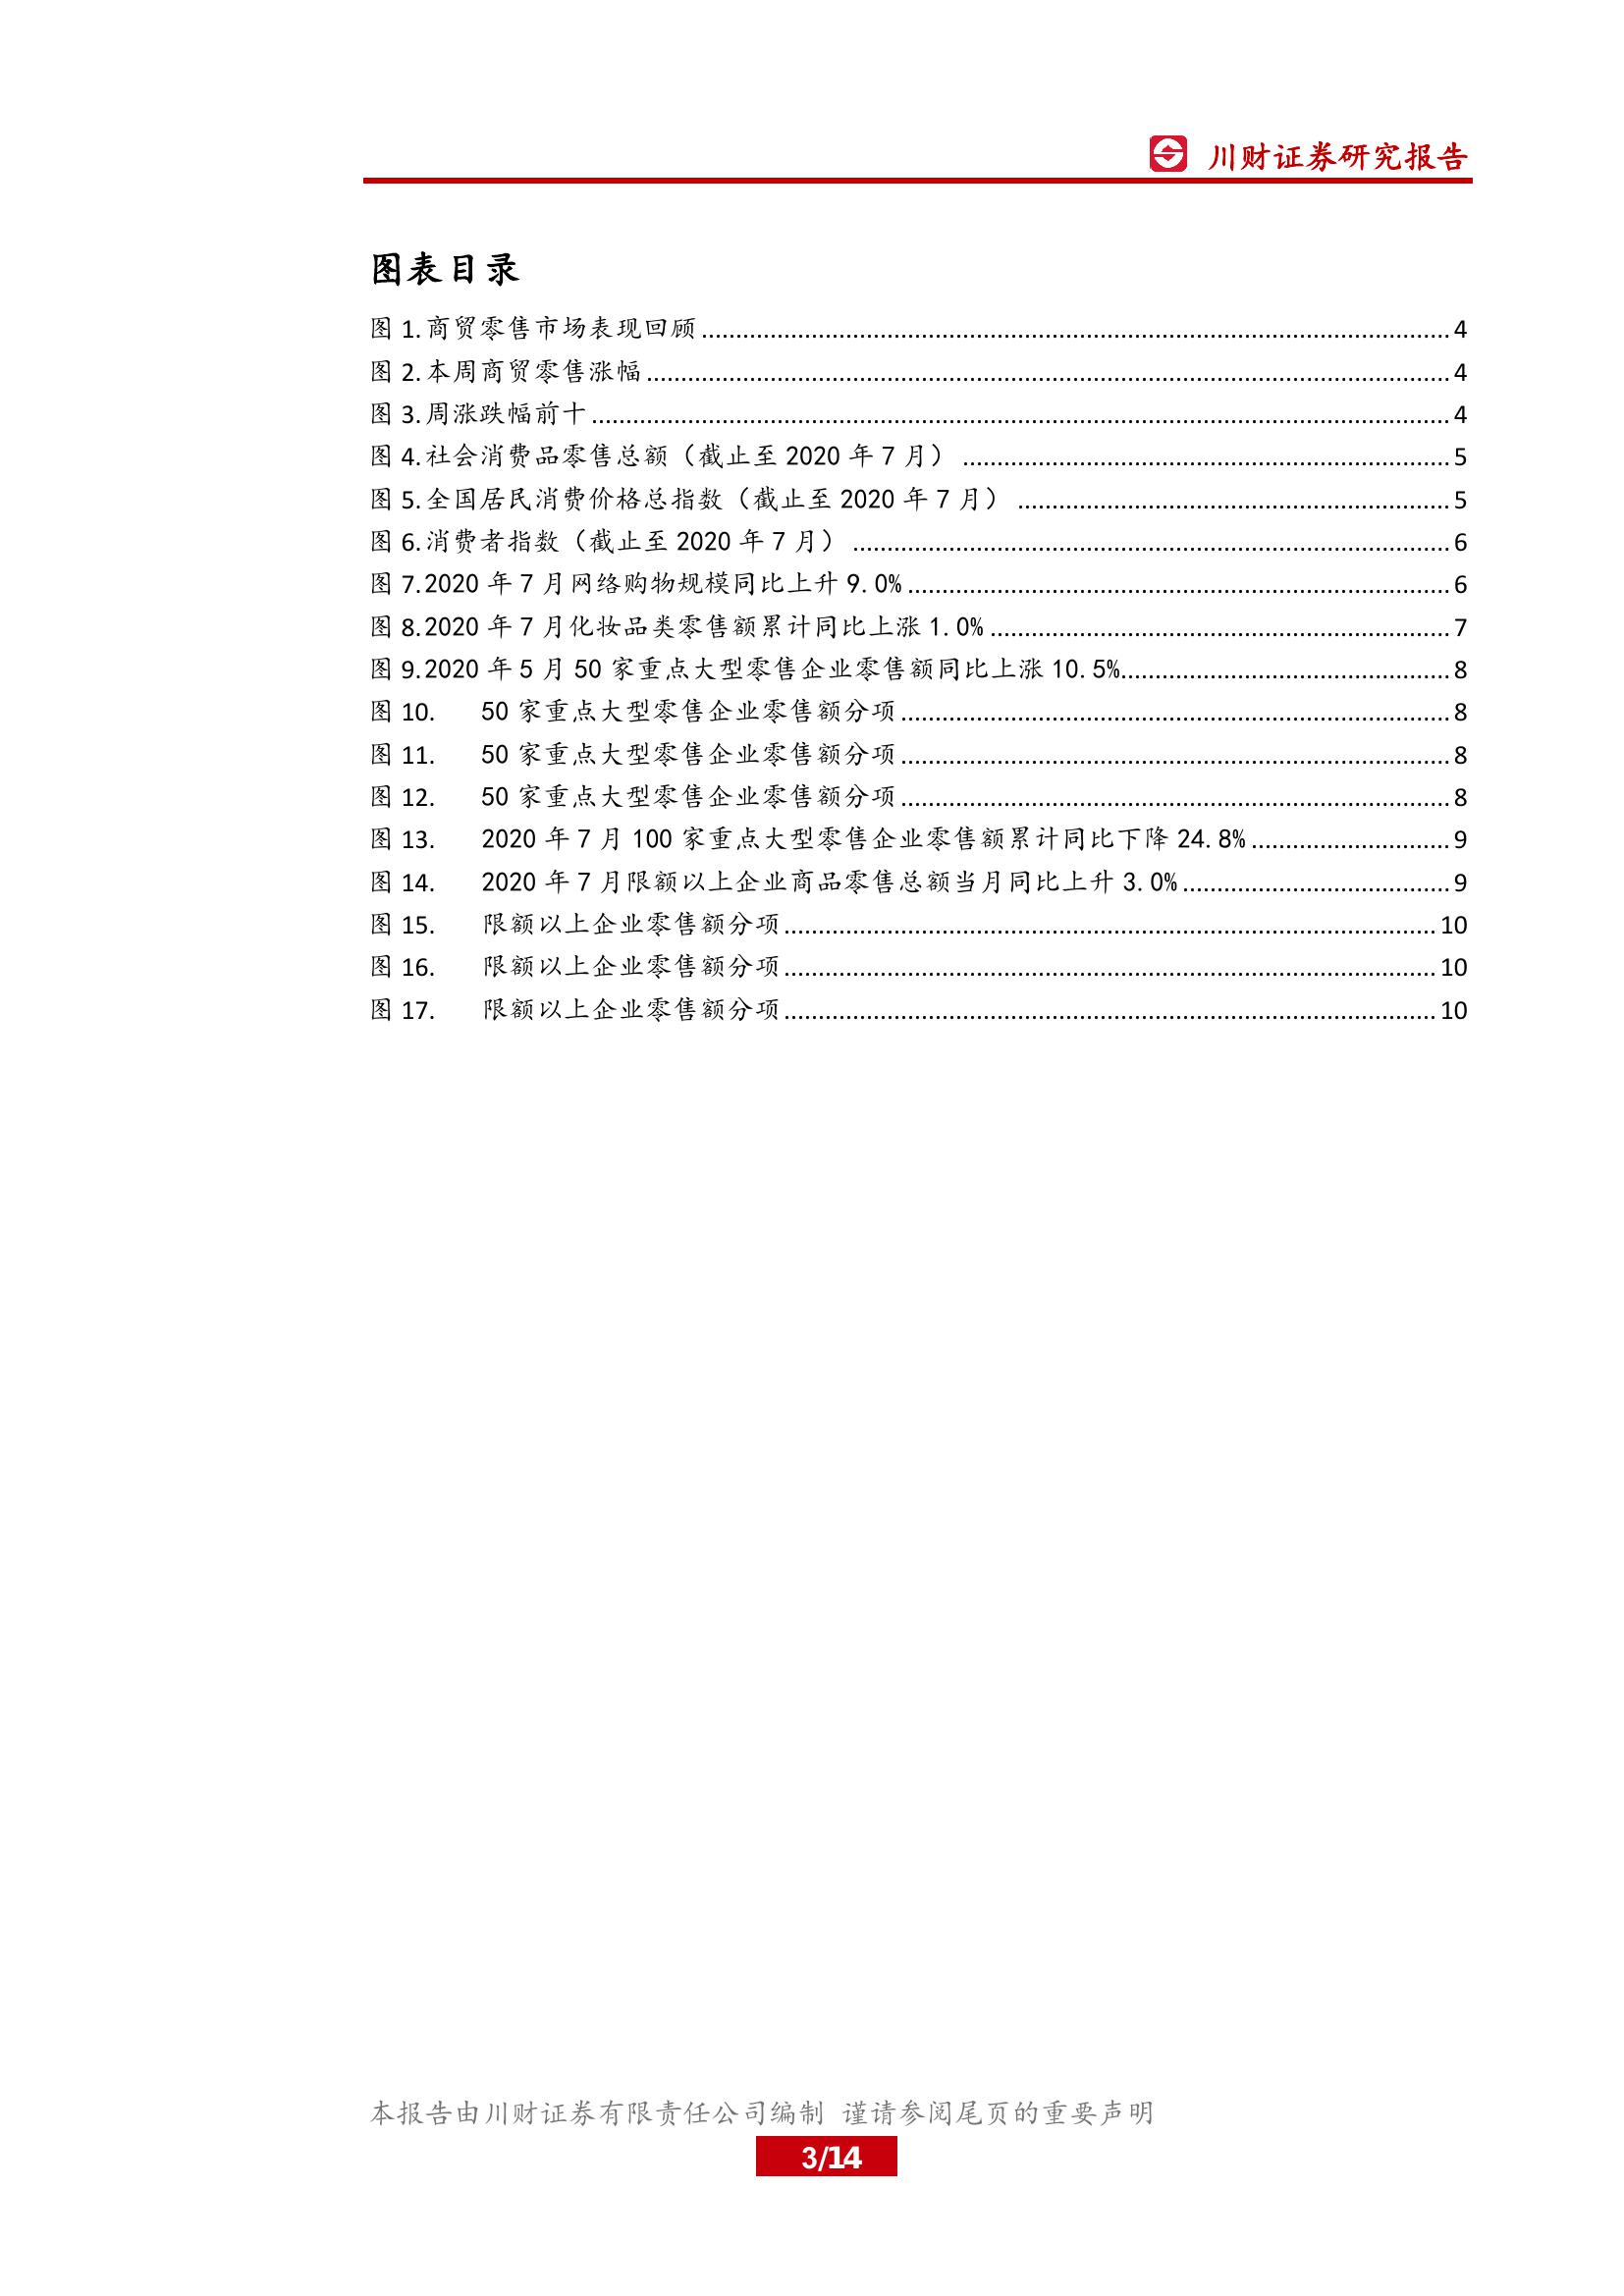 川财证券研究报告
图表目录
图 1. 商贸零售市场表现回顾 4
图 2. 本周商贸零售涨幅 4
图 3. 周涨跌幅前十 4
图 4. 社会消费品零售总额（截止至 2020 年 7 月） 5
图 5. 全国居民消费价格总指数（截止至 2020 年 7 月） 5
图 6. 消费者指数（截止至 2020 年 7 月） 6
图 7. 2020 年 7 月网络购物规模同比上升 9.0% 6
图 8. 2020 年 7 月化妆品类零售额累计同比上涨 1.0% 7
图 9. 2020 年 5 月 50 家重点大型零售企业零售额同比上涨 10.5% 8
图 10. 50 家重点大型零售企业零售额分项 8
图 11. 50 家重点大型零售企业零售额分项 8
图 12. 50 家重点大型零售企业零售额分项 8
图 13. 2020 年 7 月 100 家重点大型零售企业零售额累计同比下降 24.8% 9
图 14. 2020 年 7 月限额以上企业商品零售总额当月同比上升 3.0% 9
图 15. 限额以上企业零售额分项 10
图 16. 限额以上企业零售额分项 10
图 17. 限额以上企业零售额分项 10
本报告由川财证券有限责任公司编制 谨请参阅尾页的重要声明
3/14